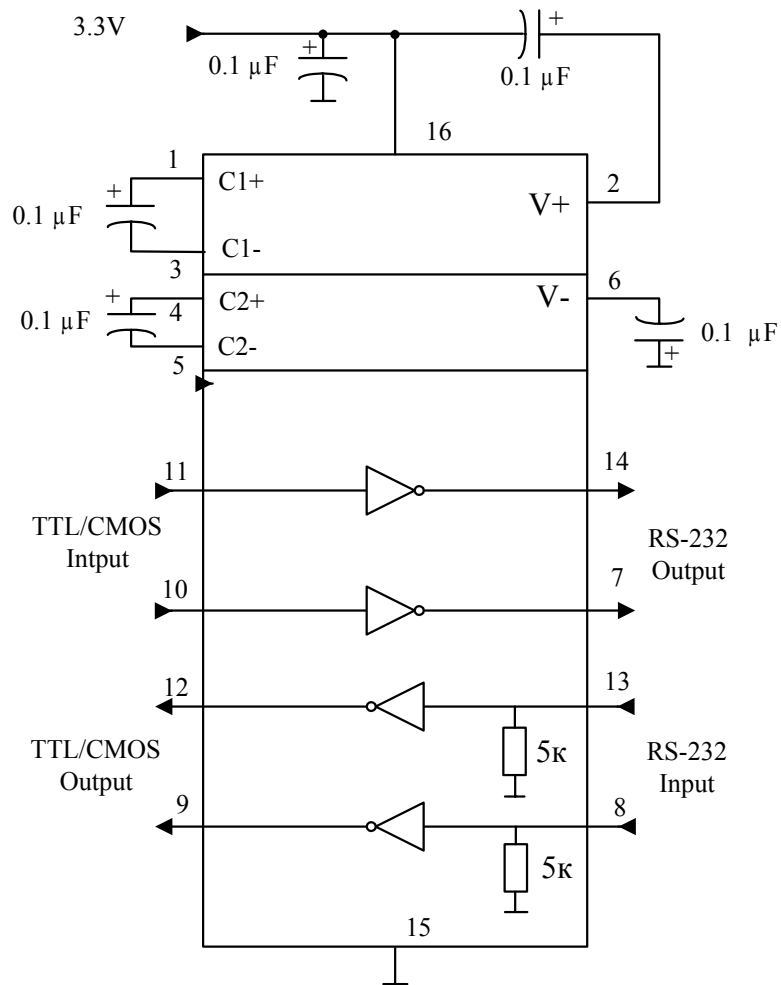 3.3V
+
0.1 µF
+
0.1 µF
16
1
C1+
V+
2
+
0.1 µF
C1-
3
6
+
C2+
V-
4
0.1 µF
C2-
+
0.1 µF
5
11
14
TTL/CMOS
Intput
RS-232
Output
10
7
12
13
TTL/CMOS
Output
5к
RS-232
Input
9
8
5к
15